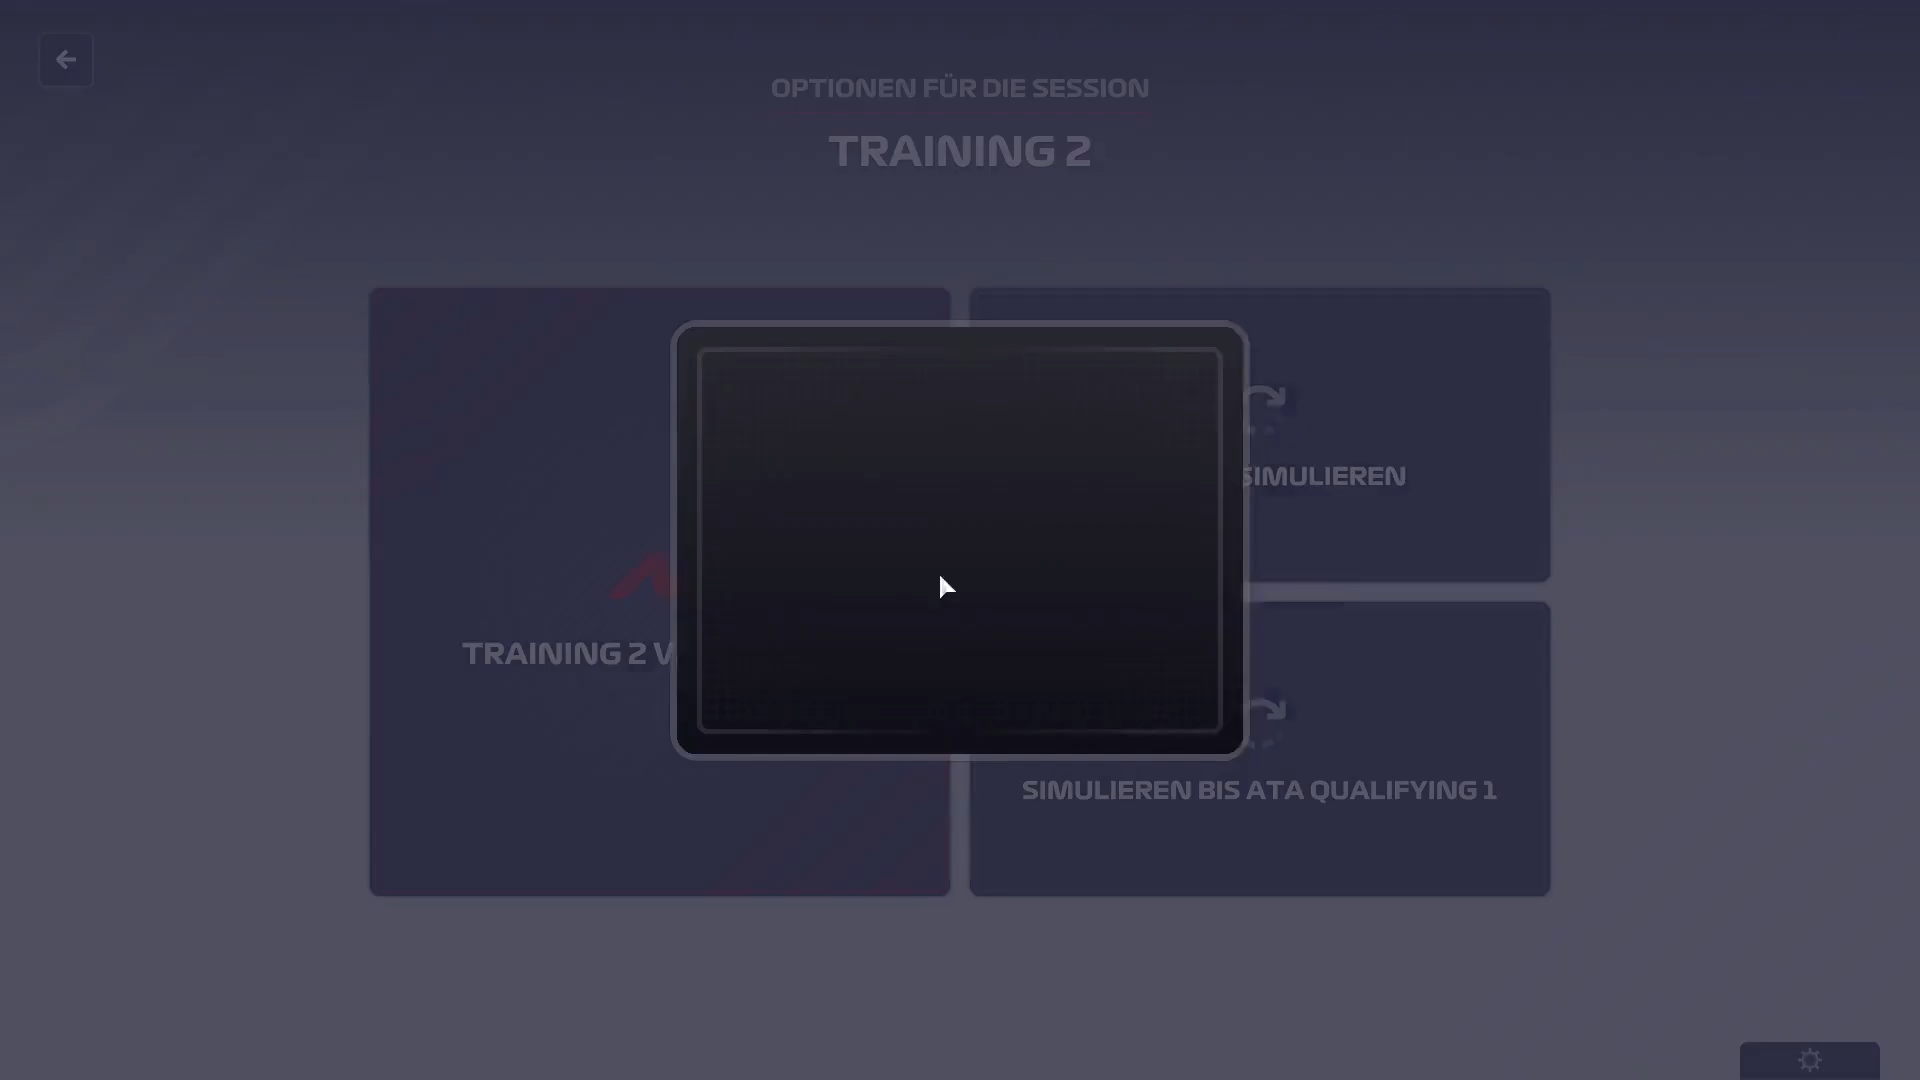 OPTIONEN FÜR DIE SESSION
TRAINING 2
SIMULIEREN
TRAINING 2
SIMULIEREN BIS ATA QUALIFYING 1